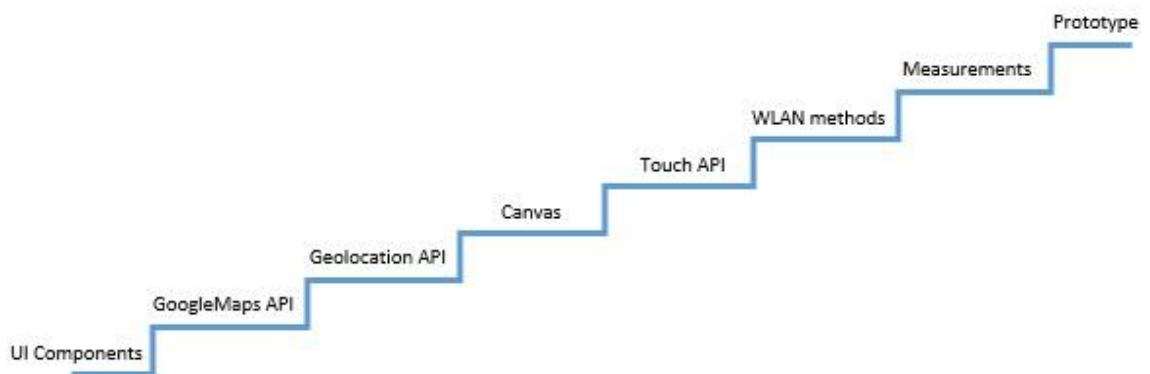 Prototype
Measurements
WLAN methods
Touch API
Canvas
Geolocation API
GoogleMaps API
UI Components